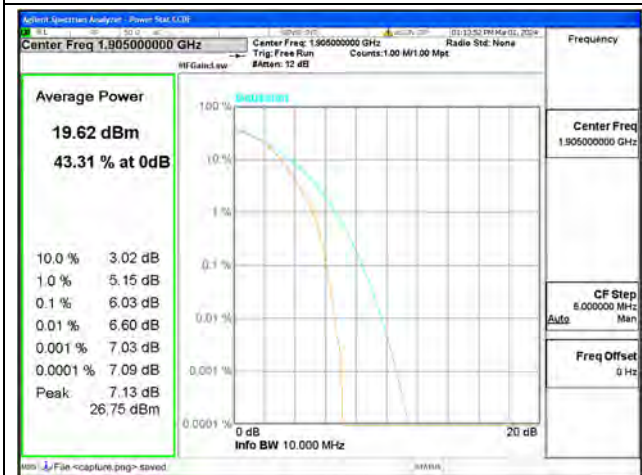 Agilent Spectrum Analyzer - Power Stat CCDF
Center Freq 1.905000000 GHz
Center Freq: 1.905000000 GHz
Trig: Free Run
Counts:1.00 M/1.00 Mpt
#IFGain:Low
#Atten: 12 dB
01:13:52 PM Mar 02, 2024
Radio Std: None
Frequency
Average Power
19.62 dBm
43.31 % at 0dB
10.0 % 3.02 dB
1.0 % 5.15 dB
0.1 % 6.03 dB
0.01 % 6.60 dB
0.001 % 7.03 dB
0.0001 % 7.09 dB
Peak 7.13 dB
26.75 dBm
Gaussian
100 %
10 %
1 %
0.1 %
0.01 %
0.001 %
0.0001 %
0 dB
20 dB
Info BW 10.000 MHz
Center Freq
1.905000000 GHz
CF Step
6.000000 MHz
Auto Man
Freq Offset
0 Hz
MSG File <capture.png> saved
STATUS